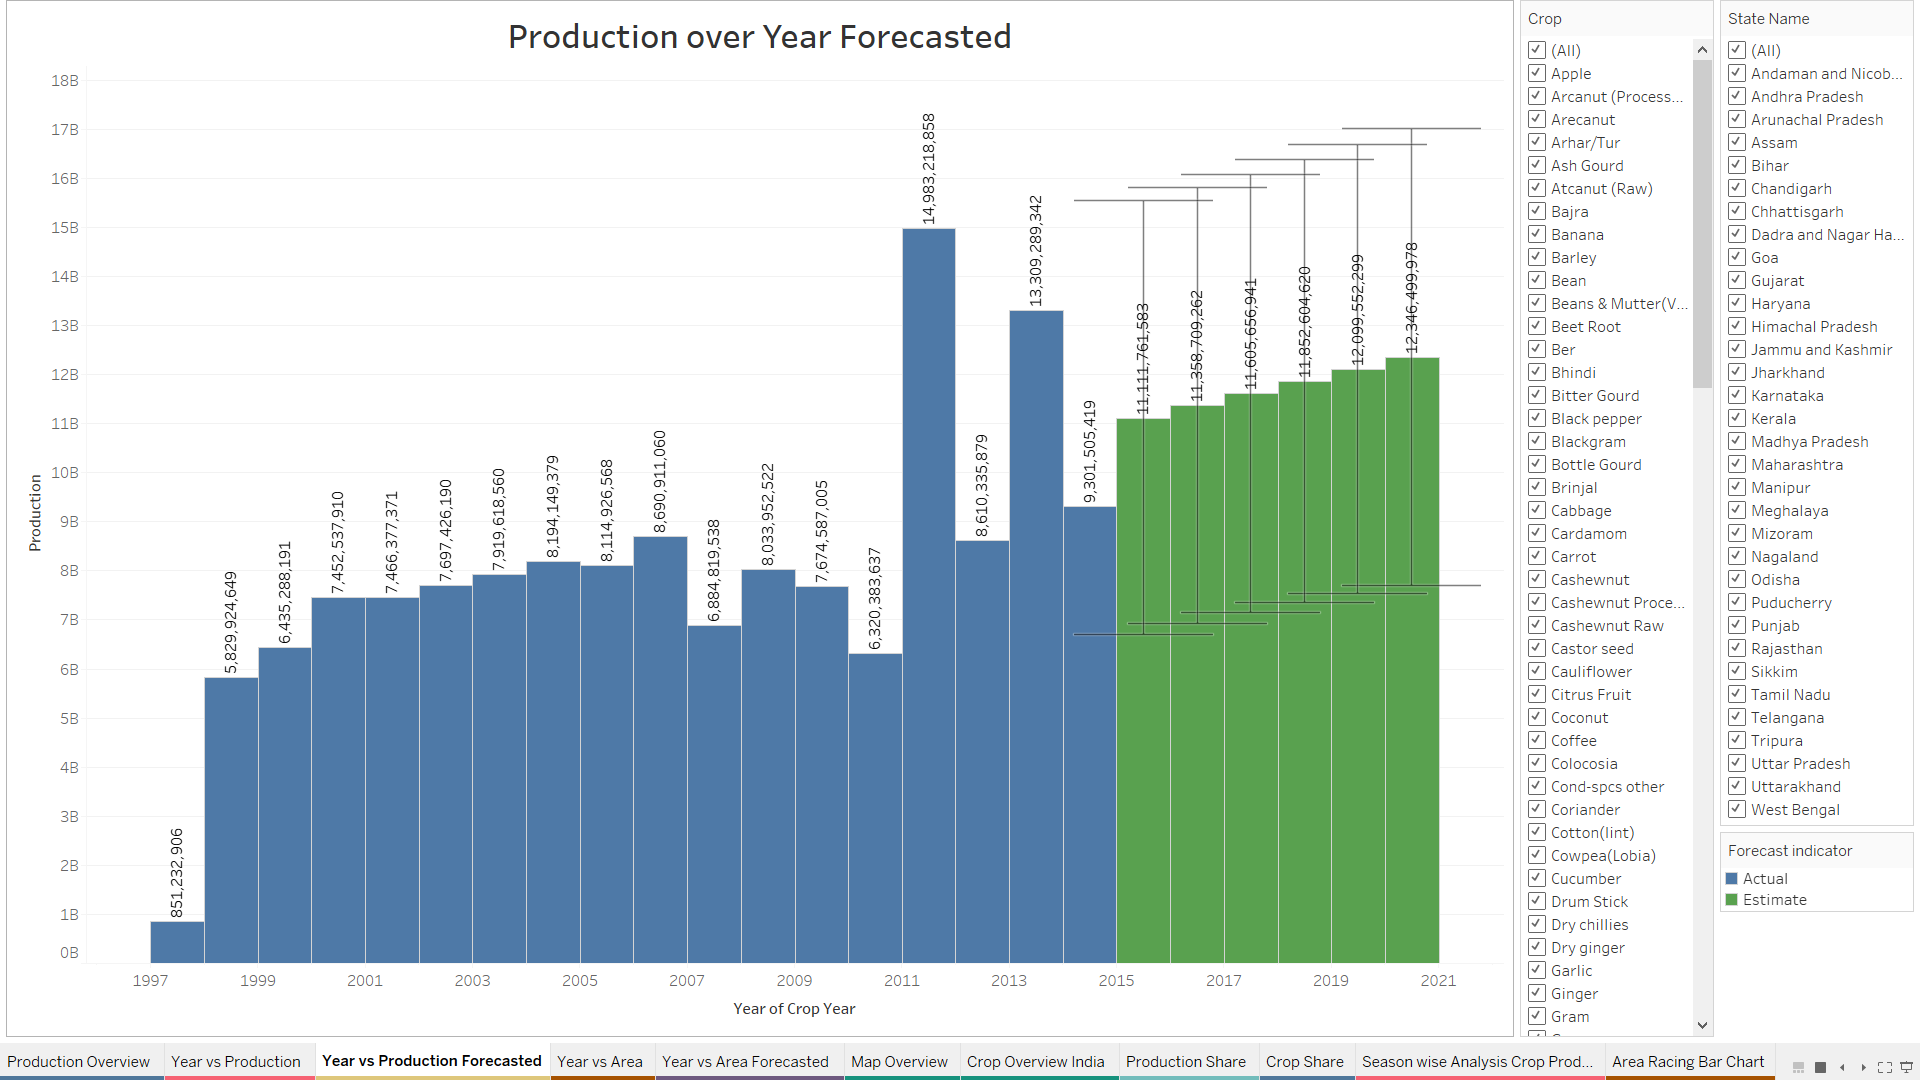 Production over Year Forecasted
18B
17B
16B
15B
14B
13B
12B
11B
10B
9B
8B
7B
6B
5B
4B
3B
2B
1B
0B
Production
851,232,906
5,829,924,649
6,435,288,191
7,452,537,910
7,466,377,371
7,697,426,190
7,919,618,560
8,194,149,379
8,114,926,568
8,690,911,060
6,884,819,538
8,033,952,522
7,674,587,005
6,320,383,637
14,983,218,858
8,610,335,879
13,309,289,342
9,301,505,419
11,111,761,583
11,358,709,262
11,605,656,941
11,852,604,620
12,099,552,299
12,346,499,978
1997 1999 2001 2003 2005 2007 2009 2011 2013 2015 2017 2019 2021
Year of Crop Year
Crop
(All)
Apple
Arcanut (Process...
Arecanut
Arhar/Tur
Ash Gourd
Atcanut (Raw)
Bajra
Banana
Barley
Bean
Beans & Mutter(V...
Beet Root
Ber
Bhindi
Bitter Gourd
Black pepper
Blackgram
Bottle Gourd
Brinjal
Cabbage
Cardamom
Carrot
Cashewnut
Cashewnut Proce...
Cashewnut Raw
Castor seed
Cauliflower
Citrus Fruit
Coconut
Coffee
Colocosia
Cond-spcs other
Coriander
Cotton(lint)
Cowpea(Lobia)
Cucumber
Drum Stick
Dry chillies
Dry ginger
Garlic
Ginger
Gram
State Name
(All)
Andaman and Nicob...
Andhra Pradesh
Arunachal Pradesh
Assam
Bihar
Chandigarh
Chhattisgarh
Dadra and Nagar Ha...
Goa
Gujarat
Haryana
Himachal Pradesh
Jammu and Kashmir
Jharkhand
Karnataka
Kerala
Madhya Pradesh
Maharashtra
Manipur
Meghalaya
Mizoram
Nagaland
Odisha
Puducherry
Punjab
Rajasthan
Sikkim
Tamil Nadu
Telangana
Tripura
Uttar Pradesh
Uttarakhand
West Bengal
Forecast indicator
Actual
Estimate
Production Overview Year vs Production Year vs Production Forecasted Year vs Area Year vs Area Forecasted Map Overview Crop Overview India Production Share Crop Share Season wise Analysis Crop Prod... Area Racing Bar Chart